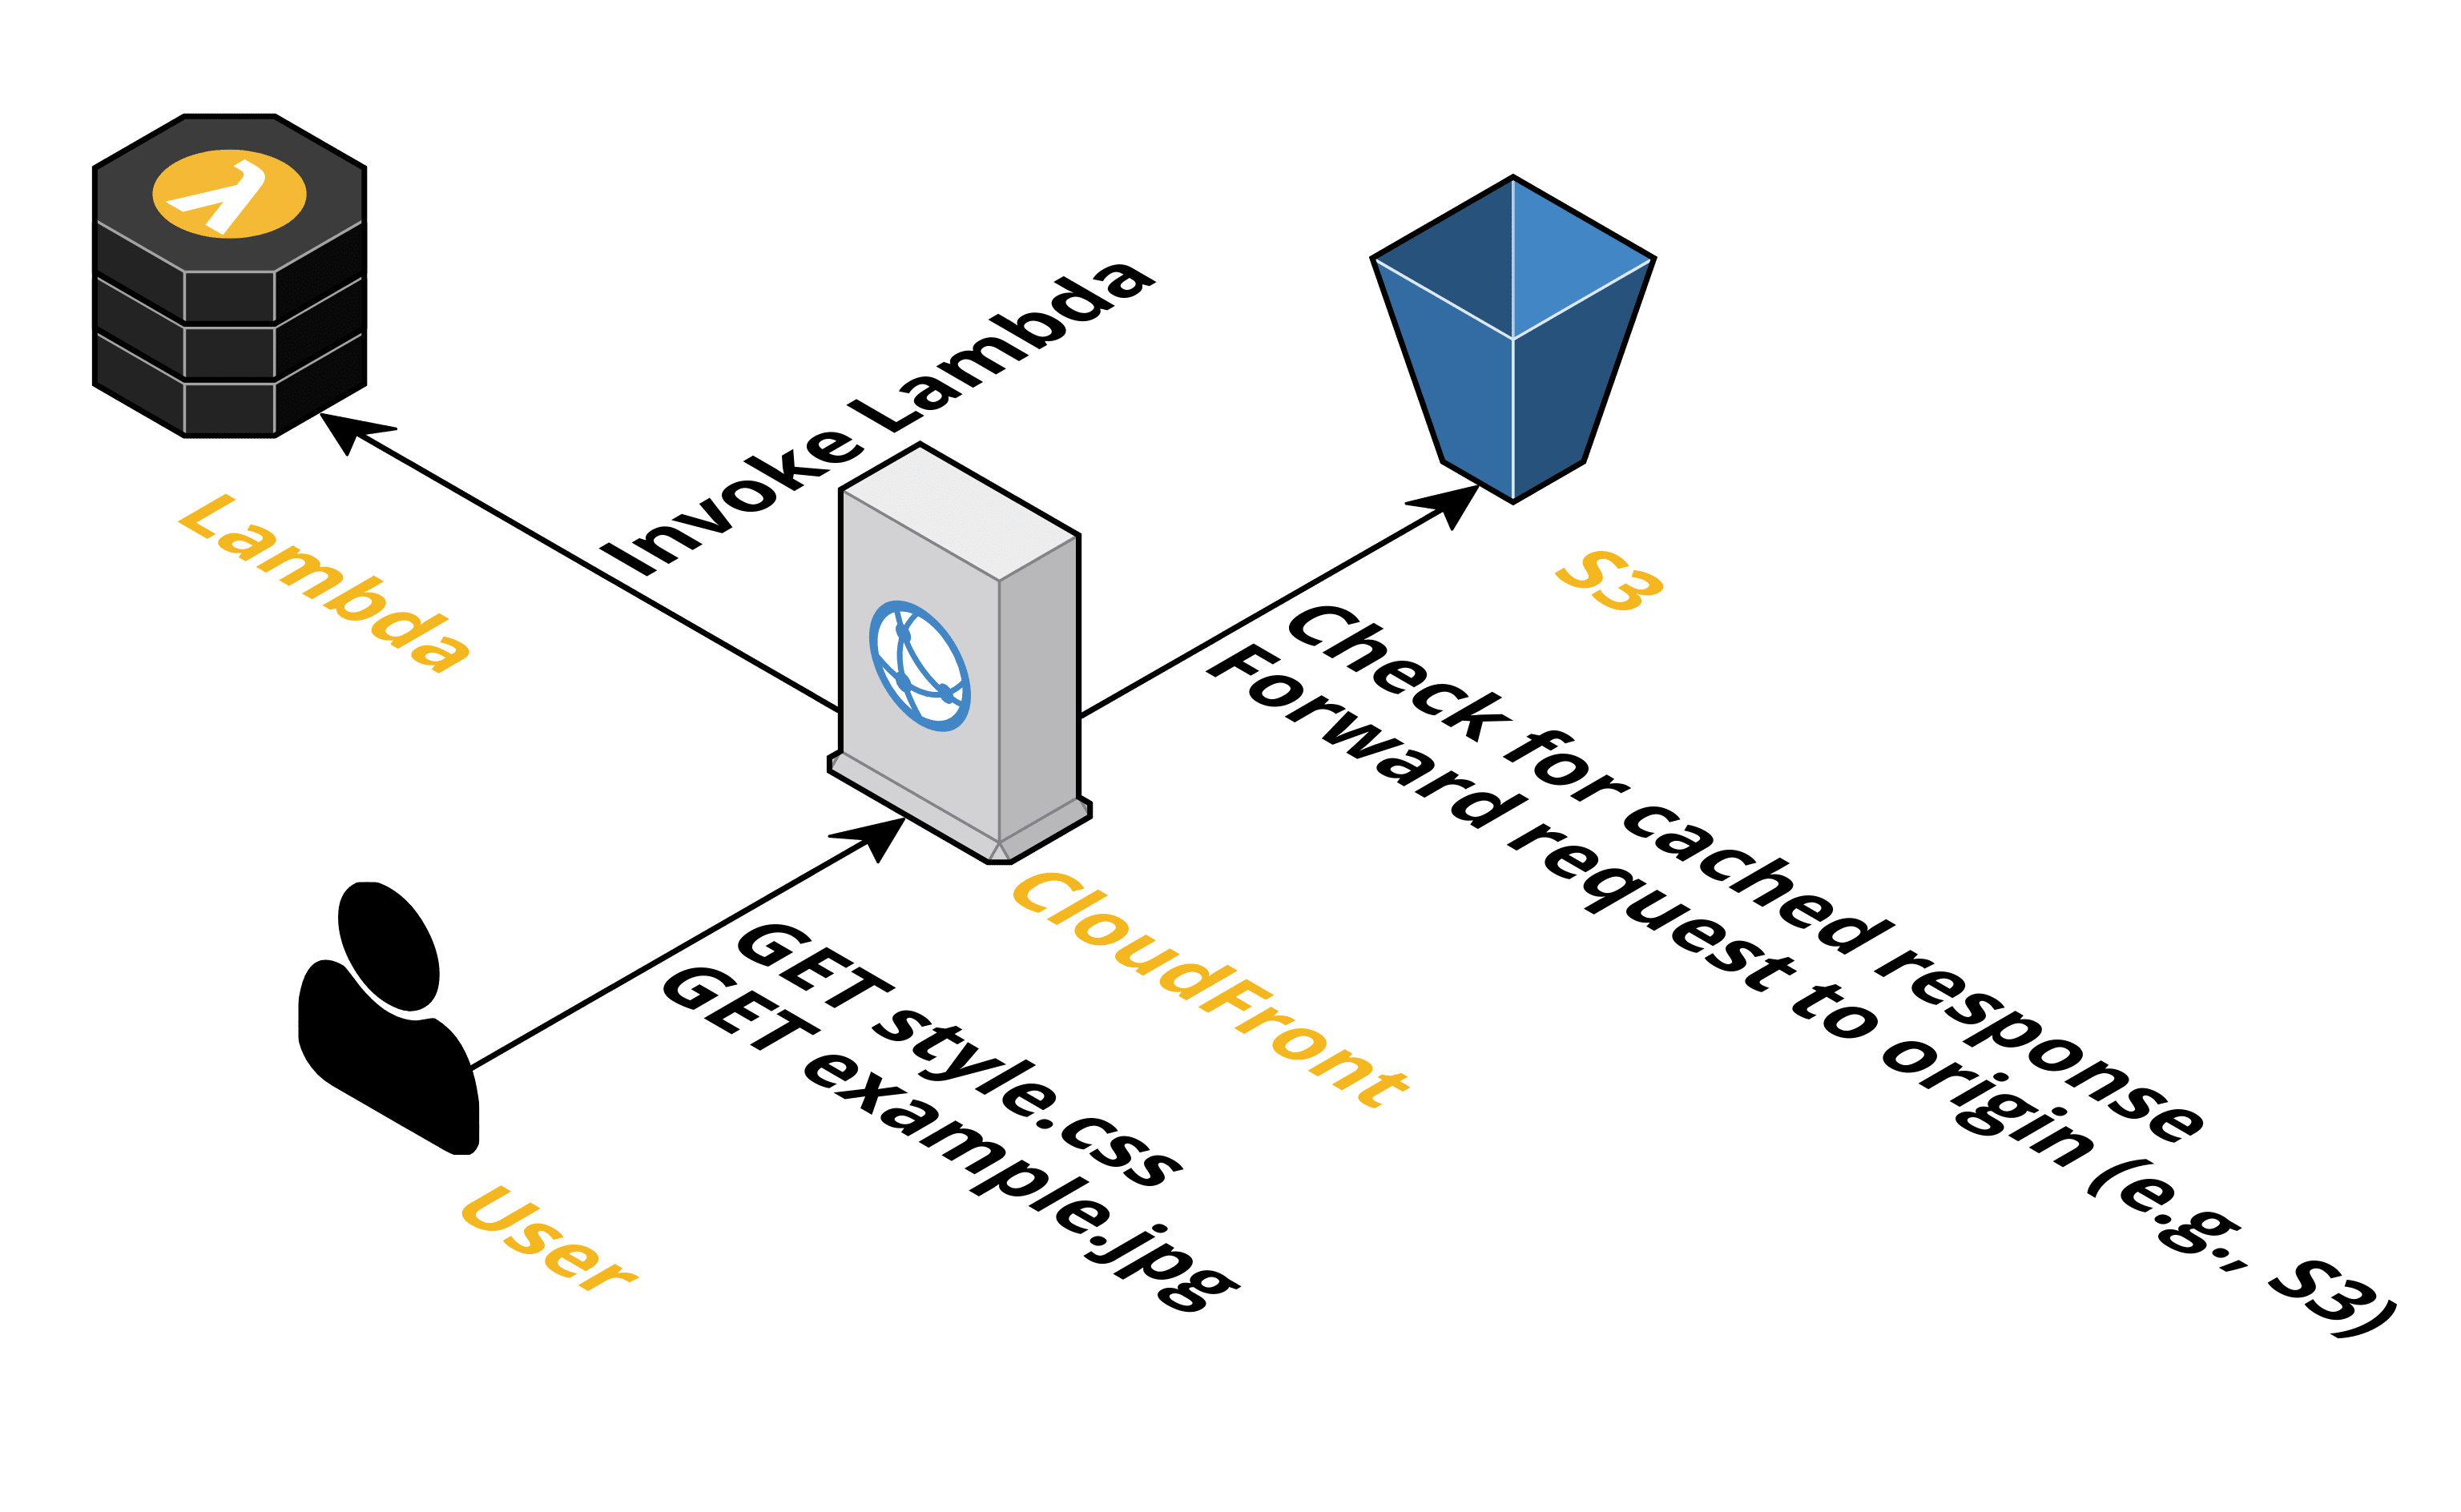 Invoke Lambda
Lambda
S3
Check for cached response
Forward request to origin (e.g., S3)
CloudFront
GET style.css
GET example.jpg
User